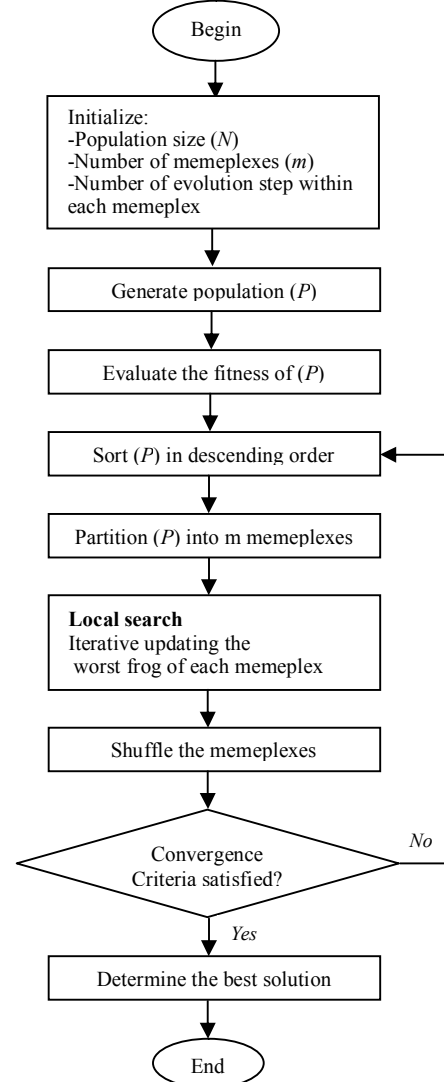 Begin
Initialize:
-Population size (N)
-Number of memeplexes (m)
-Number of evolution step within
each memeplex
Generate population (P)
Evaluate the fitness of (P)
Sort (P) in descending order
Partition (P) into m memeplexes
Local search
Iterative updating the
worst frog of each memeplex
Shuffle the memeplexes
Convergence
Criteria satisfied?
No
Yes
Determine the best solution
End